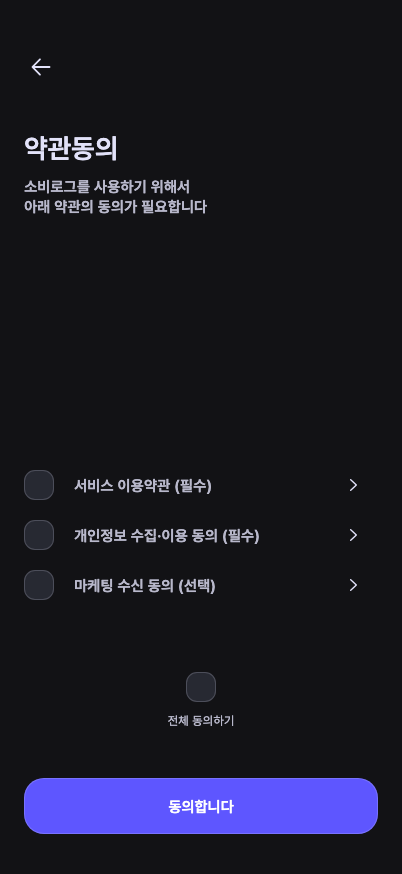 약관동의
소비로그를 사용하기 위해서
아래 약관의 동의가 필요합니다
서비스 이용약관 (필수)
개인정보 수집·이용 동의 (필수)
마케팅 수신 동의 (선택)
전체 동의하기
동의합니다